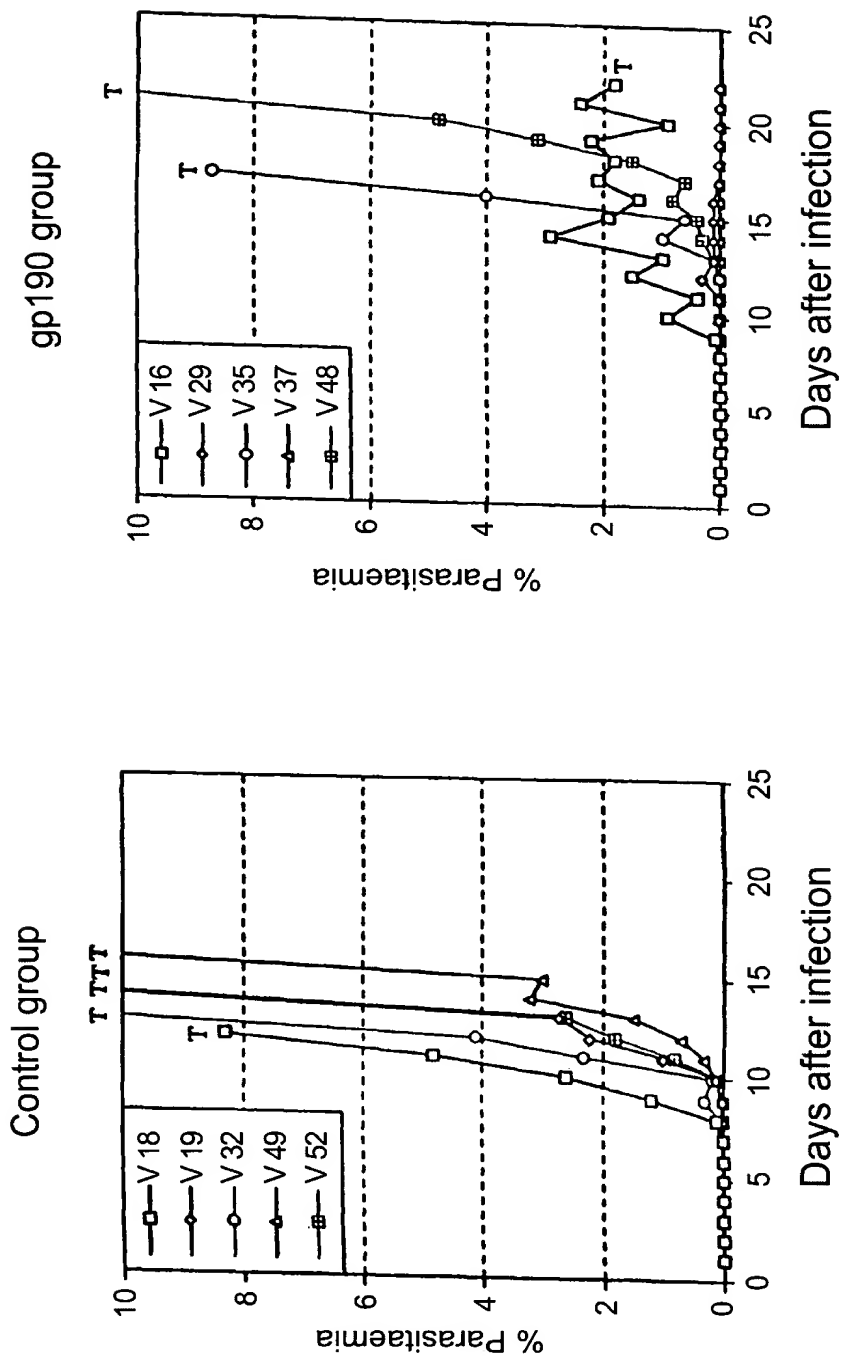 Control group
% Parasitaemia
10
8
6
4
2
0
V 18
V 19
V 32
V 49
V 52
T
T TTT
0 5 10 15 20 25
Days after infection
gp190 group
% Parasitaemia
10
8
6
4
2
0
V 16
V 29
V 35
V 37
V 48
T
T
T
0 5 10 15 20 25
Days after infection